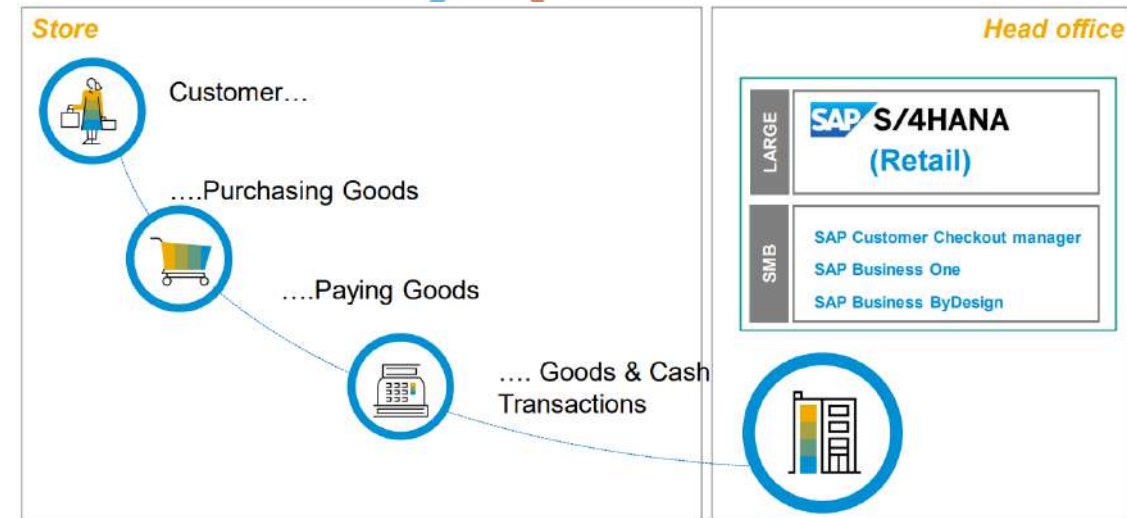 Store
Customer…
….Purchasing Goods
….Paying Goods
…. Goods & Cash
Transactions
Head office
LARGE
SAP S/4HANA
(Retail)
SMB
SAP Customer Checkout manager
SAP Business One
SAP Business ByDesign